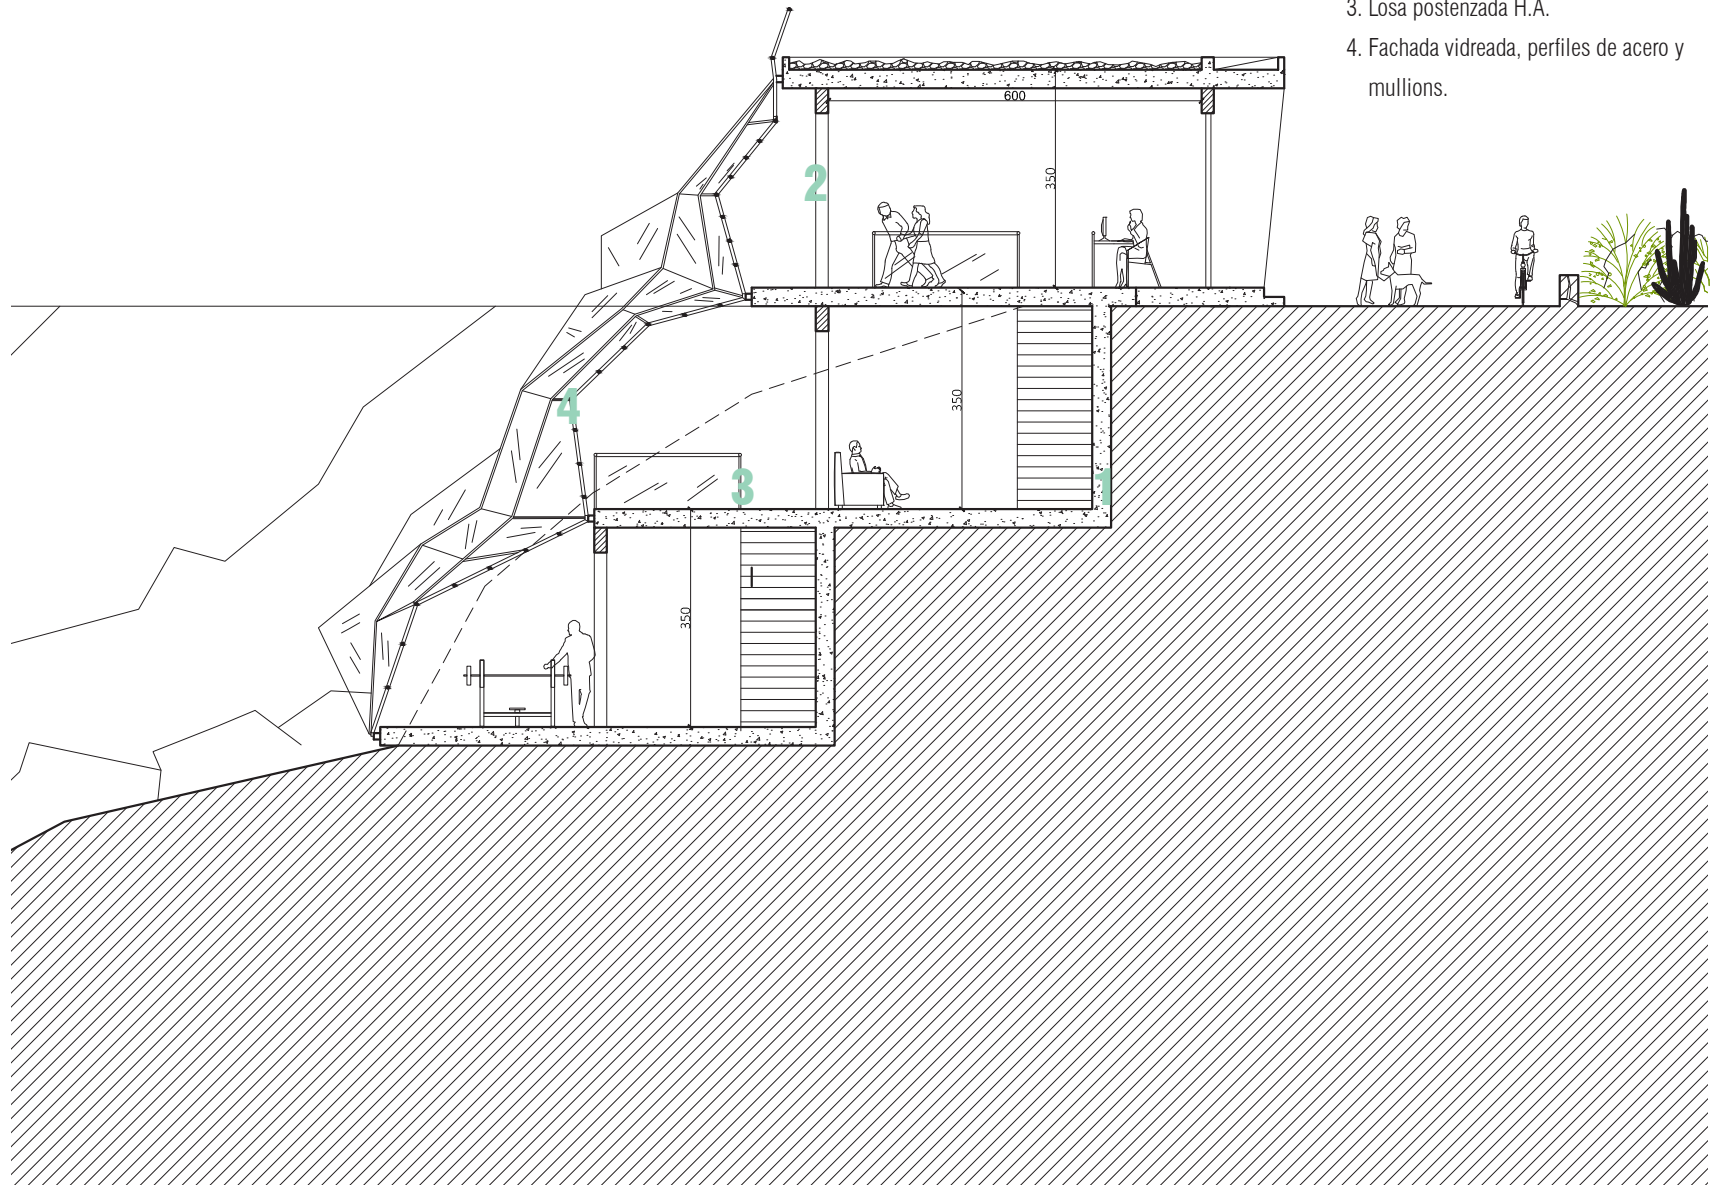 3. Losa postenzada H.A.
4. Fachada vidreada, perfiles de acero y
mullions.
600
2
350
4
350
3
1
350